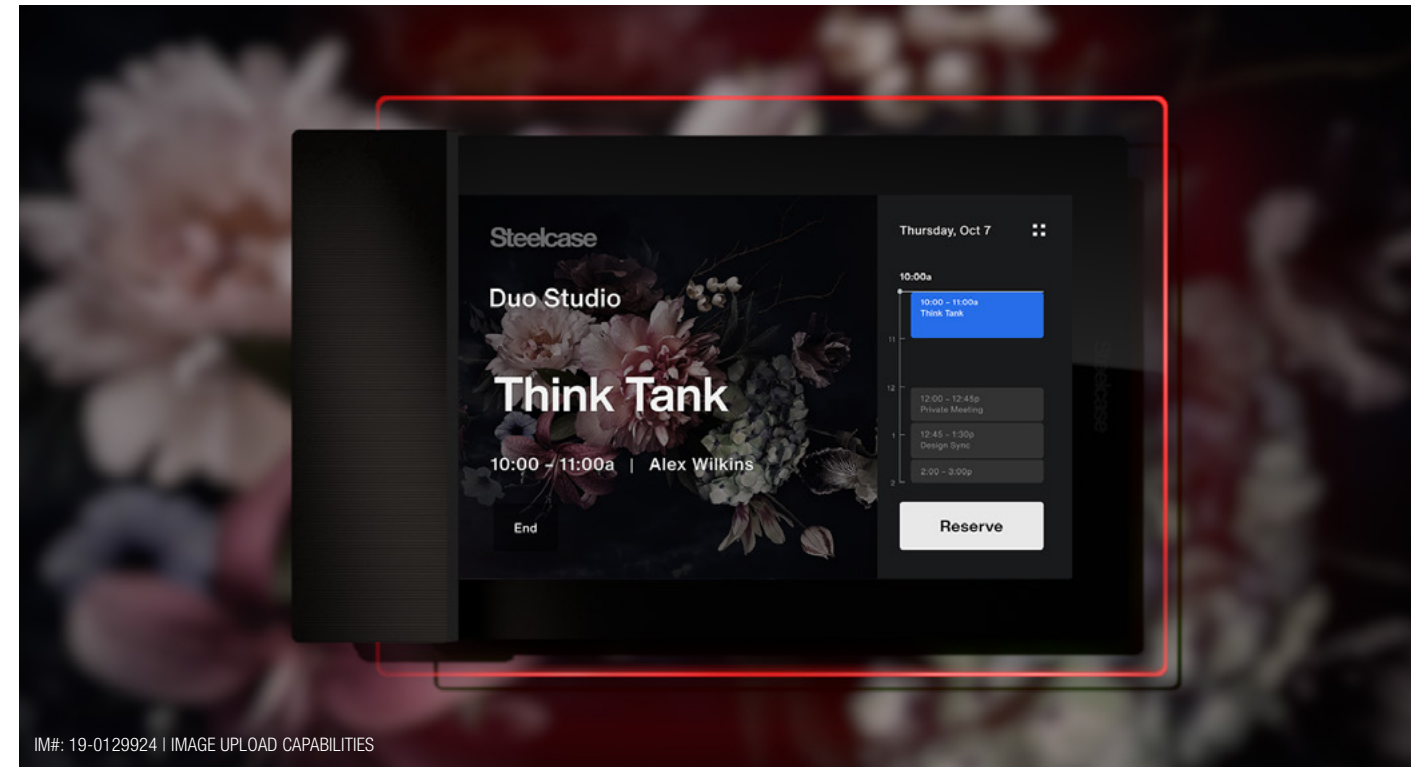 Steelcase
Duo Studio
Think Tank
10:00 – 11:00a | Alex Wilkins
End
Thursday, Oct 7
10:00a
10:00 – 11:00a
Think Tank
11
12
12:00 – 12:45p
Private Meeting
1
12:45 – 1:30p
Design Sync
2:00 – 3:00p
2
Reserve
Steelcase
IM#: 19-0129924 | IMAGE UPLOAD CAPABILITIES